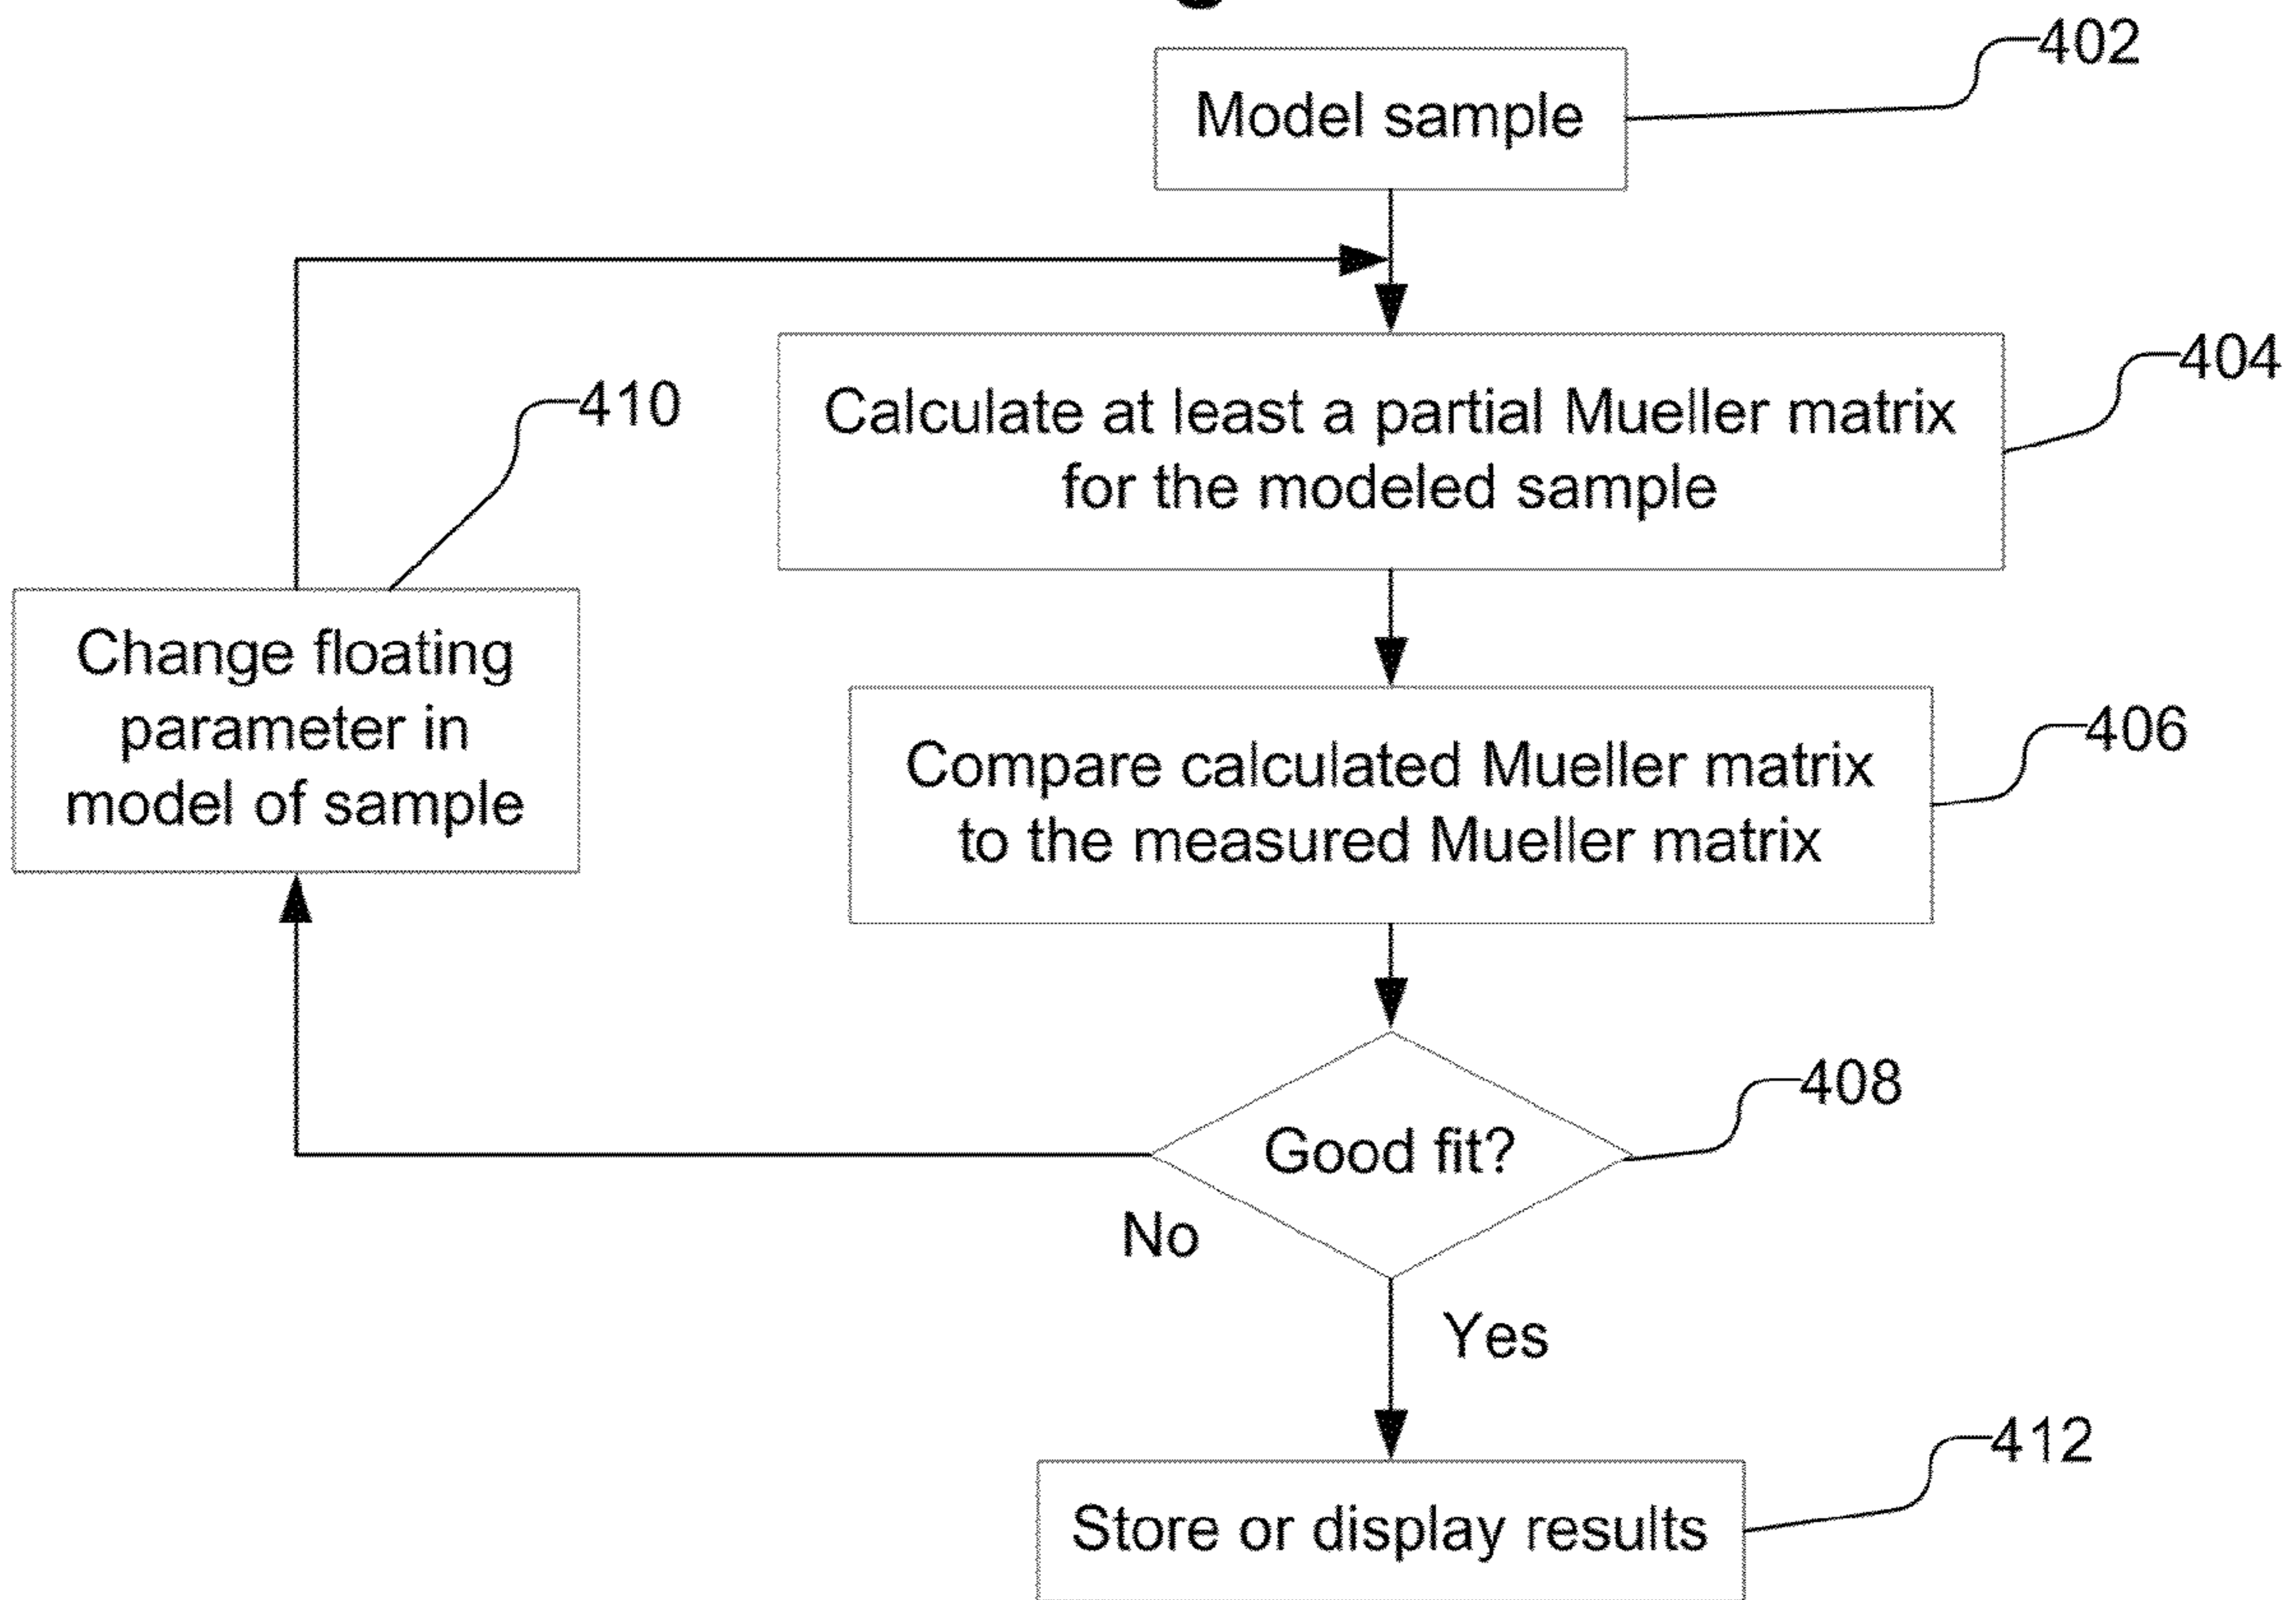 402
Model sample
404
Calculate at least a partial Mueller matrix
for the modeled sample
410
Change floating
parameter in
model of sample
406
Compare calculated Mueller matrix
to the measured Mueller matrix
408
Good fit?
No
Yes
412
Store or display results